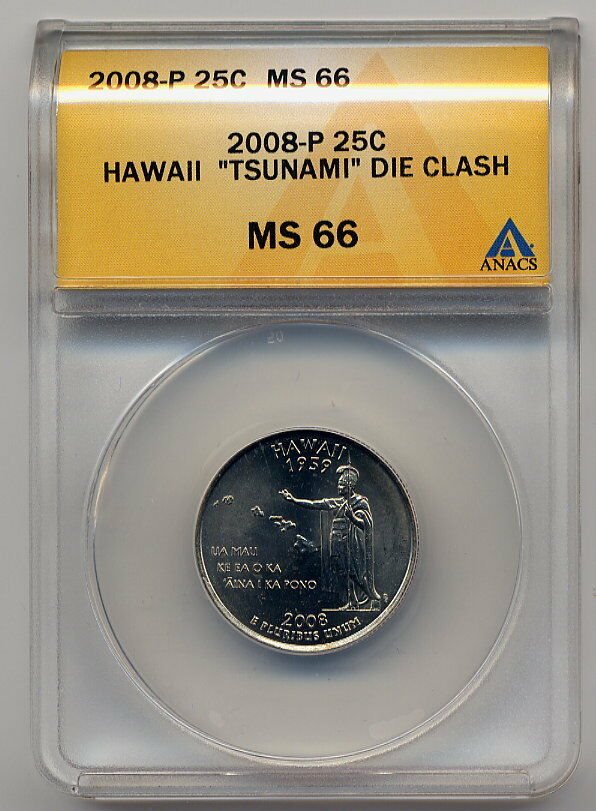 2008-P 25C MS 66
2008-P 25C
HAWAII "TSUNAMI" DIE CLASH
MS 66
ANACS
20
HAWAII
1959
UA MAU
KE EA O KA
ʻĀINA I KA PONO
2008
E PLURIBUS UNUM